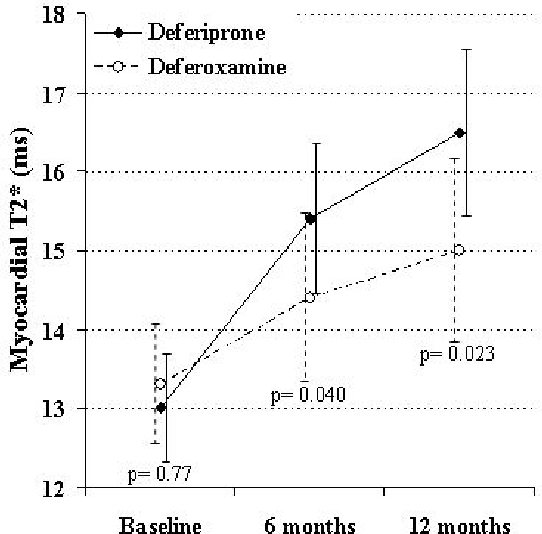 18
Deferiprone
Deferoxamine
17
16
15
14
13
12
Myocardial T2* (ms)
p= 0.77
p= 0.040
p= 0.023
Baseline
6 months
12 months